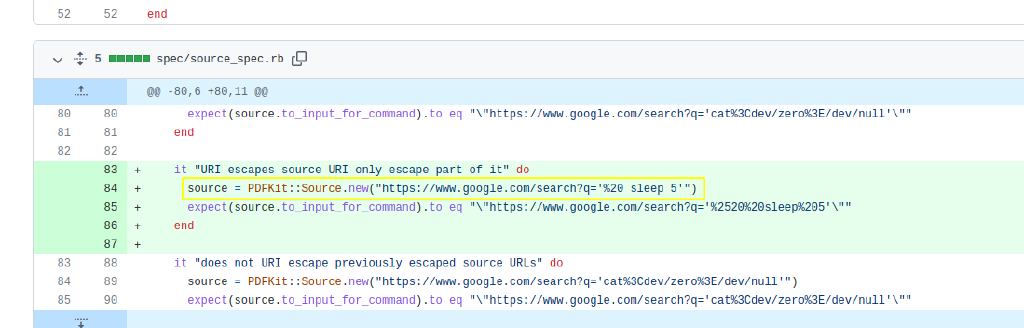 52 52 end
5 spec/source_spec.rb
@@ -80,6 +80,11 @@
80 80 expect(source.to_input_for_command).to eq "\"https://www.google.com/search?q='cat%3Cdev/zero%3E/dev/null'\""
81 81 end
82 82
83 + it "URI escapes source URI only escape part of it" do
84 + source = PDFKit::Source.new("https://www.google.com/search?q='%20 sleep 5'")
85 + expect(source.to_input_for_command).to eq "\"https://www.google.com/search?q='%2520%20sleep%205'\""
86 + end
87 +
83 88 it "does not URI escape previously escaped source URLs" do
84 89 source = PDFKit::Source.new("https://www.google.com/search?q='cat%3Cdev/zero%3E/dev/null'")
85 90 expect(source.to_input_for_command).to eq "\"https://www.google.com/search?q='cat%3Cdev/zero%3E/dev/null'\""